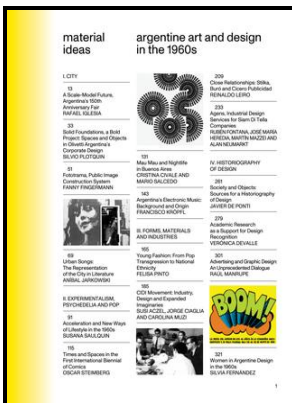 material
ideas
argentine art and design
in the 1960s
I. CITY
13
A Scale-Model Future,
Argentina's 150th
Anniversary Fair
RAFAEL IGLESIA
33
Solid Foundations, a Bold
Project: Spaces and Objects
in Olivetti Argentina's
Corporate Design
SILVIO PLOTQUIN
51
Fotorama, Public Image
Construction System
FANNY FINGERMANN
69
Urban Songs:
The Representation
of the City in Literature
ANÍBAL JARKOWSKI
II. EXPERIMENTALISM,
PSYCHEDELIA AND POP
91
Acceleration and New Ways
of Lifestyle in the 1960s
SUSANA SAULQUIN
115
Times and Spaces in the
First International Biennial
of Comics
OSCAR STEIMBERG
131
Mau Mau and Nightlife
in Buenos Aires
CRISTINA CIVALE AND
MARIO SALCEDO
143
Argentina's Electronic Music:
Background and Origin
FRANCISCO KRÖPFL
III. FORMS, MATERIALS
AND INDUSTRIES
165
Young Fashion: From Pop
Transgression to National
Ethnicity
FELISA PINTO
185
CIDI Movement: Industry,
Design and Expanded
Imaginaries
SUSI ACZEL, JORGE CIAGLIA
AND CAROLINA MUZI
209
Close Relationships: Stilka,
Buró and Cícero Publicidad
REINALDO LEIRO
233
Agens, Industrial Design
Services for Siam Di Tella
Companies
RUBÉN FONTANA, JOSÉ MARÍA
HEREDIA, MARTÍN MAZZEI AND
ALAN NEUMARKT
IV. HISTORIOGRAPHY
OF DESIGN
261
Society and Objects:
Sources for a Historiography
of Design
JAVIER DE PONTI
279
Academic Research
as a Support for Design
Recognition
VERÓNICA DEVALLE
301
Advertising and Graphic Design
An Unprecedented Dialogue
RAÚL MANRUPE
BOOM!
321
Women in Argentine Design
in the 1960s
SILVIA FERNÁNDEZ
1